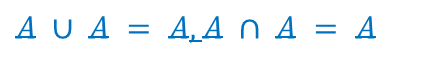 A ∪ A = A, A ∩ A = A